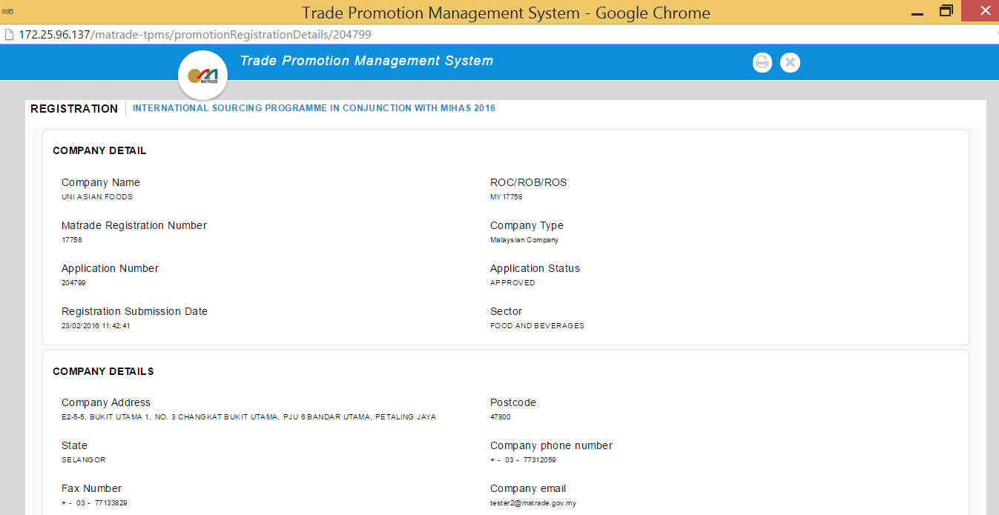 Trade Promotion Management System - Google Chrome
172.25.96.137/matrade-tpms/promotionRegistrationDetails/204799
Trade Promotion Management System
MATRADE
REGISTRATION INTERNATIONAL SOURCING PROGRAMME IN CONJUNCTION WITH MIHAS 2016
COMPANY DETAIL
Company Name ROC/ROB/ROS
UNI ASIAN FOODS MY17758
Matrade Registration Number Company Type
17758 Malaysian Company
Application Number Application Status
204799 APPROVED
Registration Submission Date Sector
23/02/2016 11:42:41 FOOD AND BEVERAGES
COMPANY DETAILS
Company Address Postcode
E2-5-5, BUKIT UTAMA 1, NO. 3 CHANGKAT BUKIT UTAMA, PJU 6 BANDAR UTAMA, PETALING JAYA 47800
State Company phone number
SELANGOR + - 03 - 77312059
Fax Number Company email
+ - 03 - 77133829 tester2@matrade.gov.my